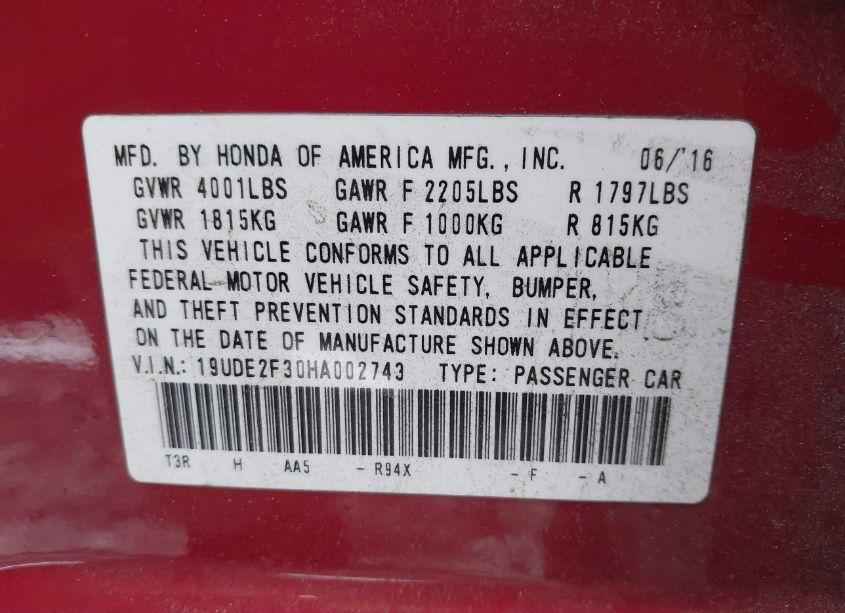 MFD. BY HONDA OF AMERICA MFG., INC. 06/'16
GVWR 4001LBS GAWR F 2205LBS R 1797LBS
GVWR 1815KG GAWR F 1000KG R 815KG
THIS VEHICLE CONFORMS TO ALL APPLICABLE
FEDERAL MOTOR VEHICLE SAFETY, BUMPER,
AND THEFT PREVENTION STANDARDS IN EFFECT
ON THE DATE OF MANUFACTURE SHOWN ABOVE.
V.I.N.: 19UDE2F30HA002743 TYPE: PASSENGER CAR
T3R H AA5 - R94X - F - A